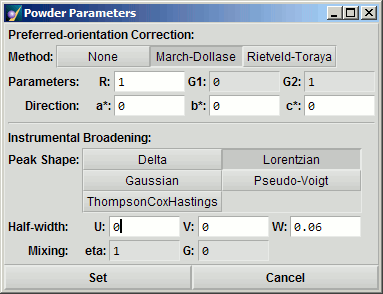 Powder Parameters
Preferred-orientation Correction:
Method: None March-Dollase Rietveld-Toraya
Parameters: R: 1 G1: 0 G2: 1
Direction: a*: 0 b*: 0 c*: 0
Instrumental Broadening:
Peak Shape: Delta Lorentzian
Gaussian Pseudo-Voigt
ThompsonCoxHastings
Half-width: U: 0 V: 0 W: 0.06
Mixing: eta: 1 G: 0
Set Cancel